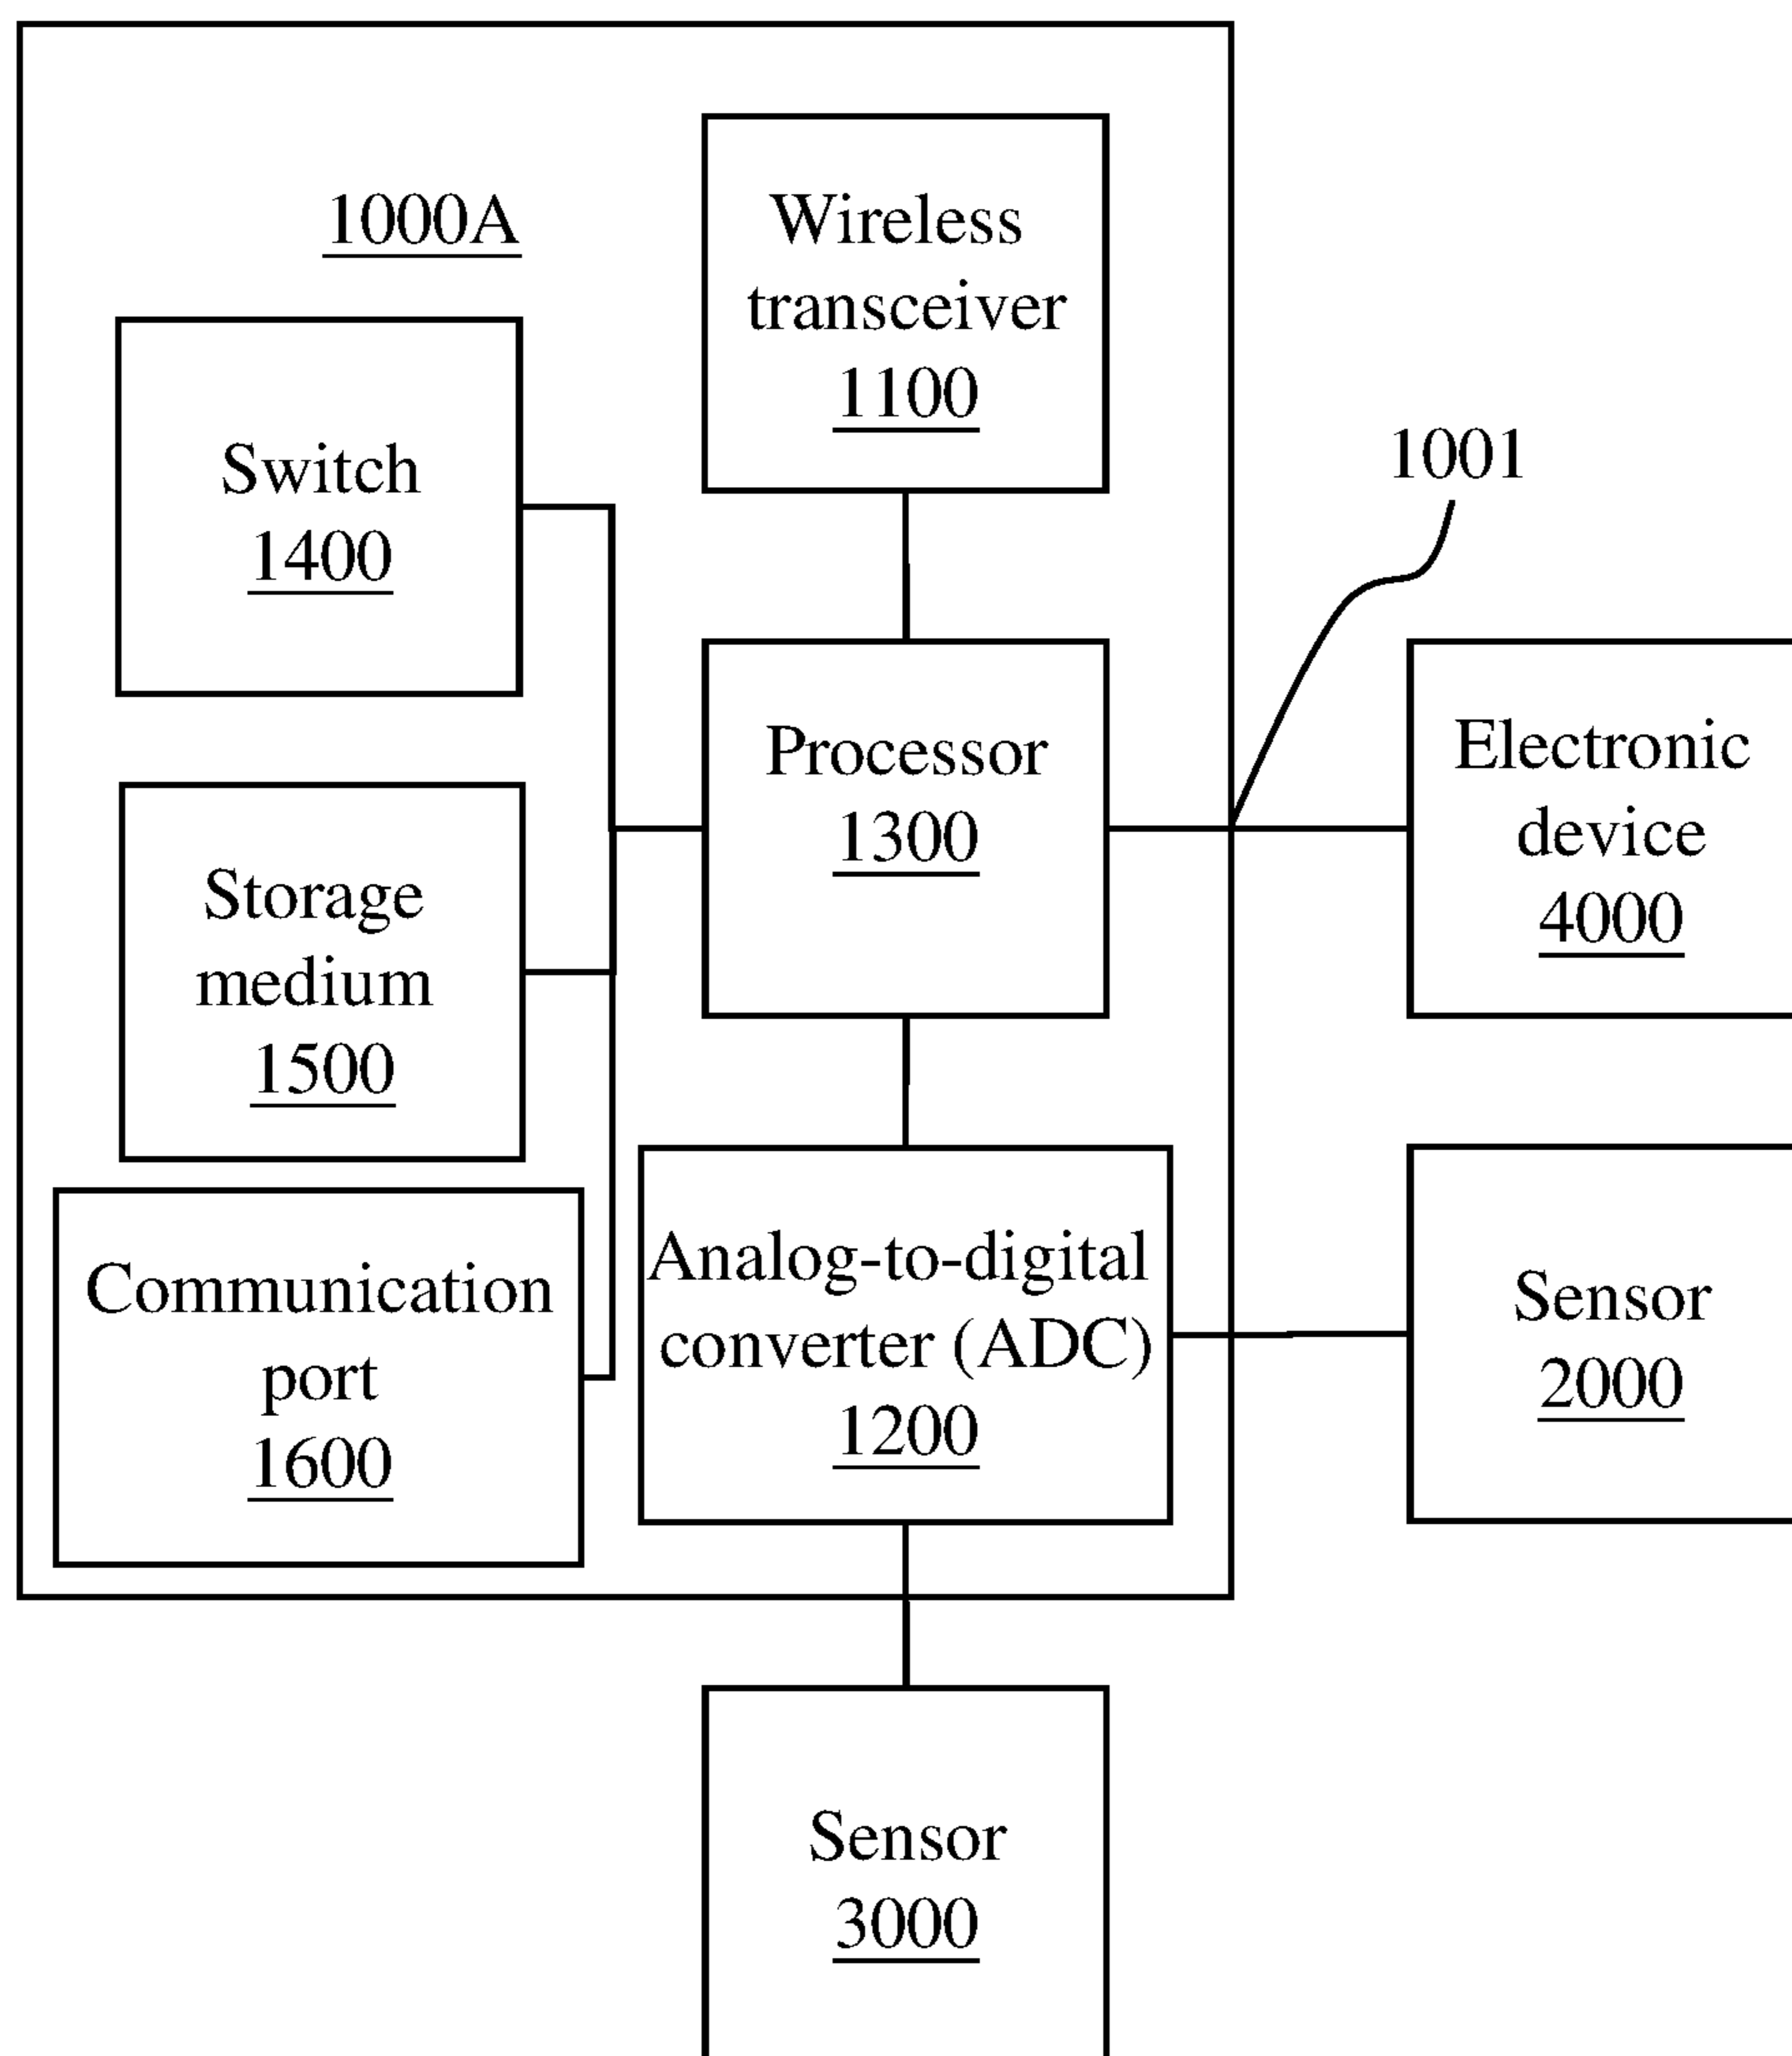 1000A
Wireless
transceiver
1100
Switch
1400
1001
Processor
1300
Electronic
device
4000
Storage
medium
1500
Communication
port
1600
Analog-to-digital
converter (ADC)
1200
Sensor
2000
Sensor
3000